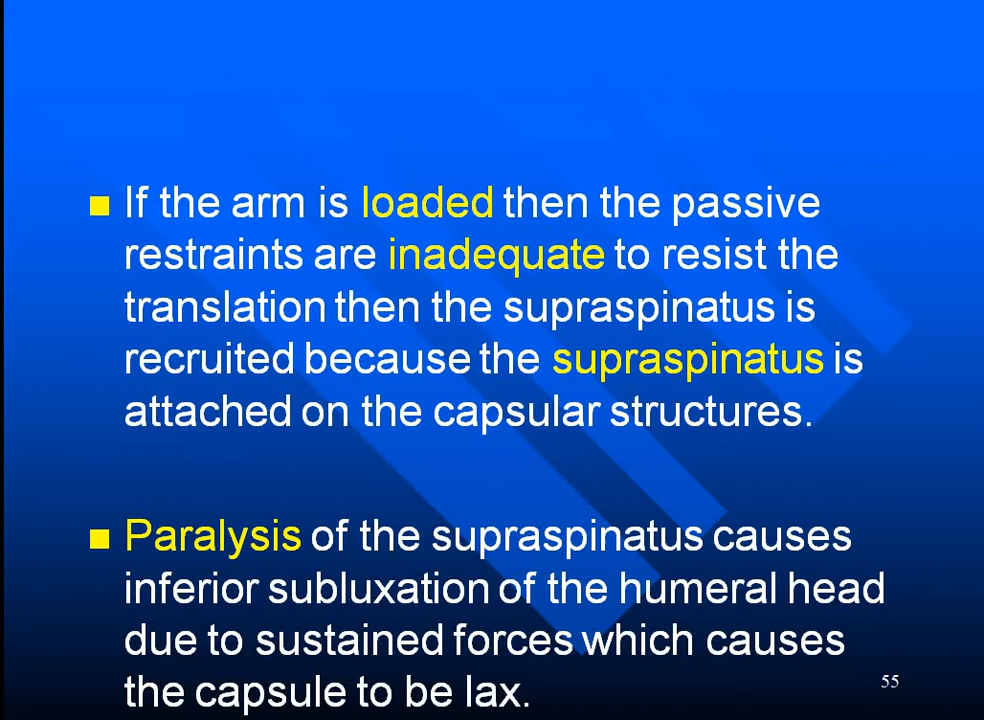 If the arm is loaded then the passive
restraints are inadequate to resist the
translation then the supraspinatus is
recruited because the supraspinatus is
attached on the capsular structures.
Paralysis of the supraspinatus causes
inferior subluxation of the humeral head
due to sustained forces which causes
the capsule to be lax.
55